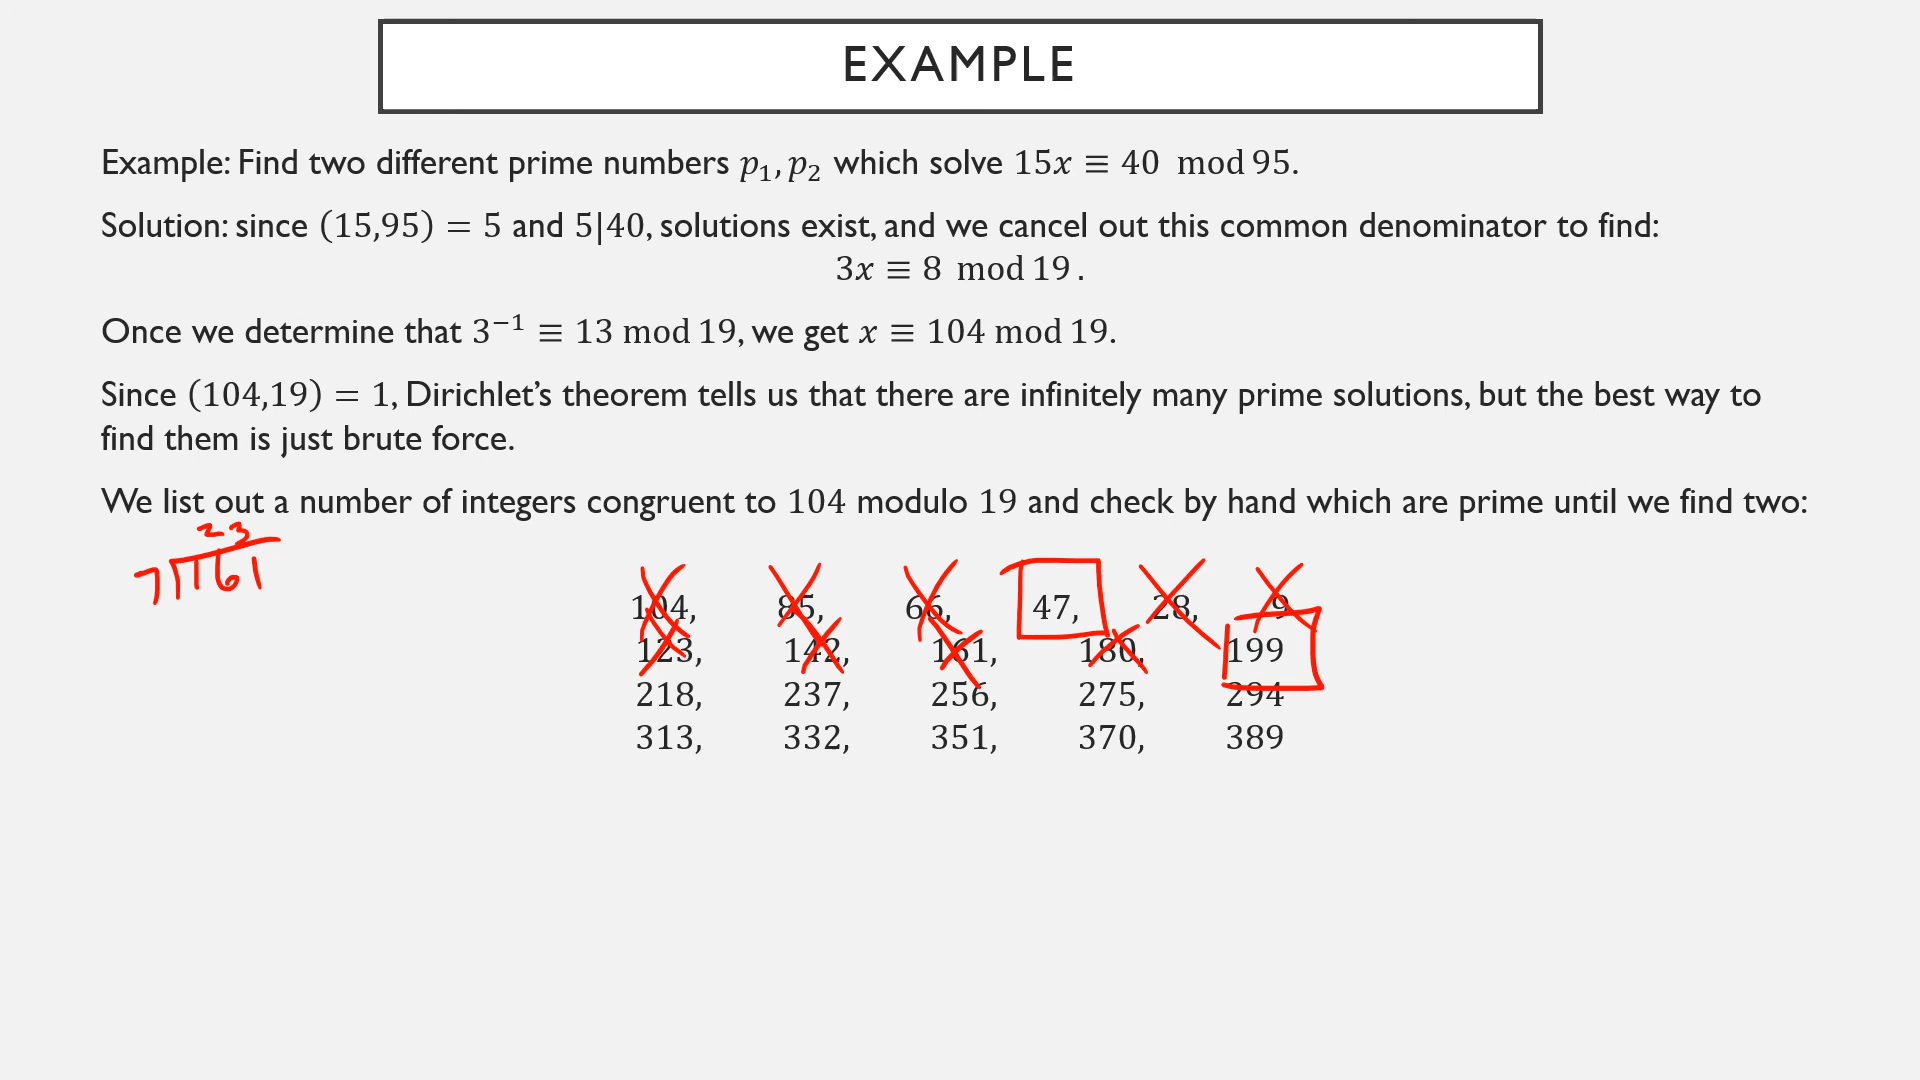 EXAMPLE
Example: Find two different prime numbers p₁, p₂ which solve 15x ≡ 40 mod 95.
Solution: since (15,95) = 5 and 5|40, solutions exist, and we cancel out this common denominator to find:
3x ≡ 8 mod 19.
Once we determine that 3⁻¹ ≡ 13 mod 19, we get x ≡ 104 mod 19.
Since (104,19) = 1, Dirichlet’s theorem tells us that there are infinitely many prime solutions, but the best way to
find them is just brute force.
We list out a number of integers congruent to 104 modulo 19 and check by hand which are prime until we find two:
23
7 161
104, 85, 66, 47, 28, 9
123, 142, 161, 180, 199
218, 237, 256, 275, 294
313, 332, 351, 370, 389